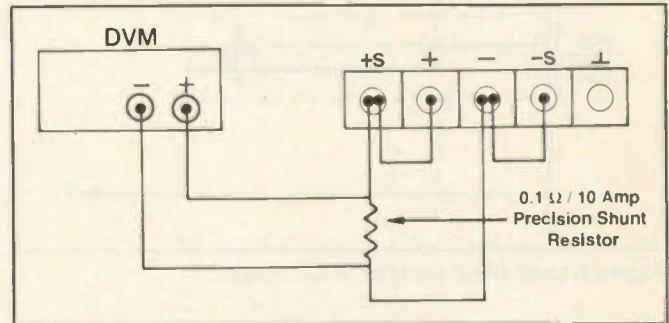 DVM
− +
+S + − −S ⊥
0.1 Ω / 10 Amp
Precision Shunt
Resistor